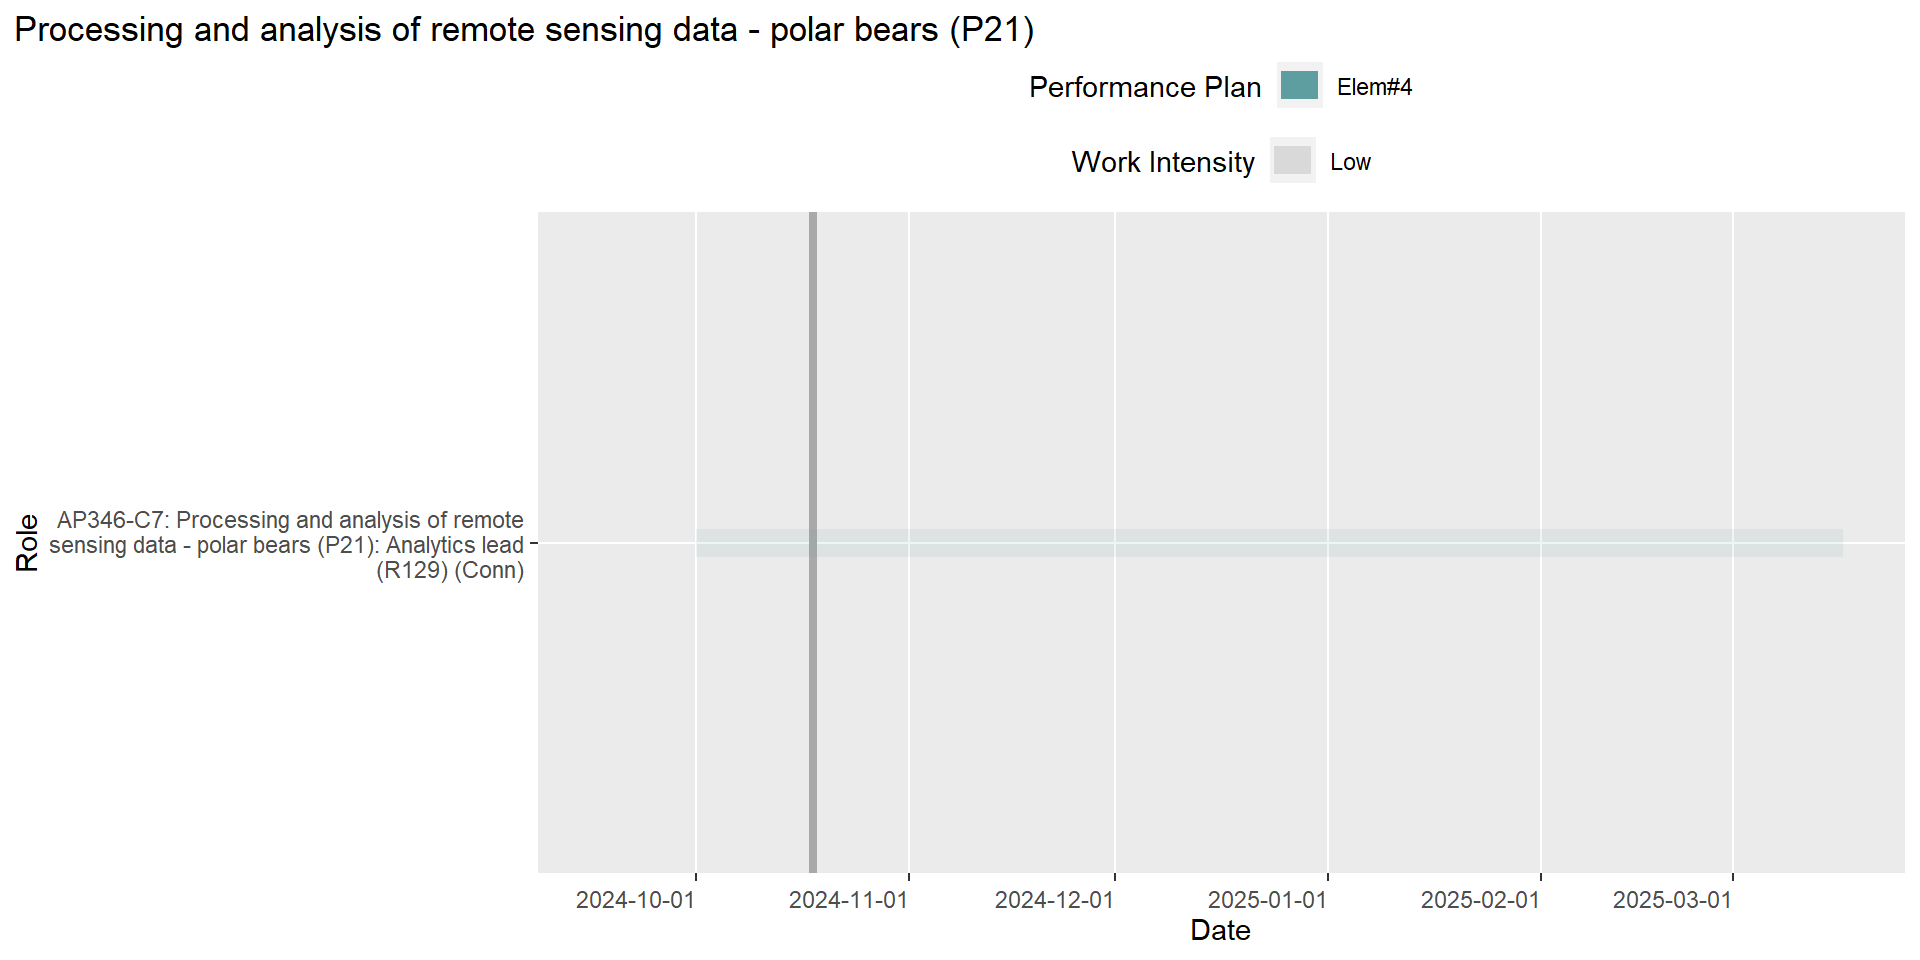 Processing and analysis of remote sensing data - polar bears (P21)
Performance Plan
Elem#4
Work Intensity
Low
Role
AP346-C7: Processing and analysis of remote
sensing data - polar bears (P21): Analytics lead
(R129) (Conn)
2024-10-01
2024-11-01
2024-12-01
2025-01-01
2025-02-01
2025-03-01
Date